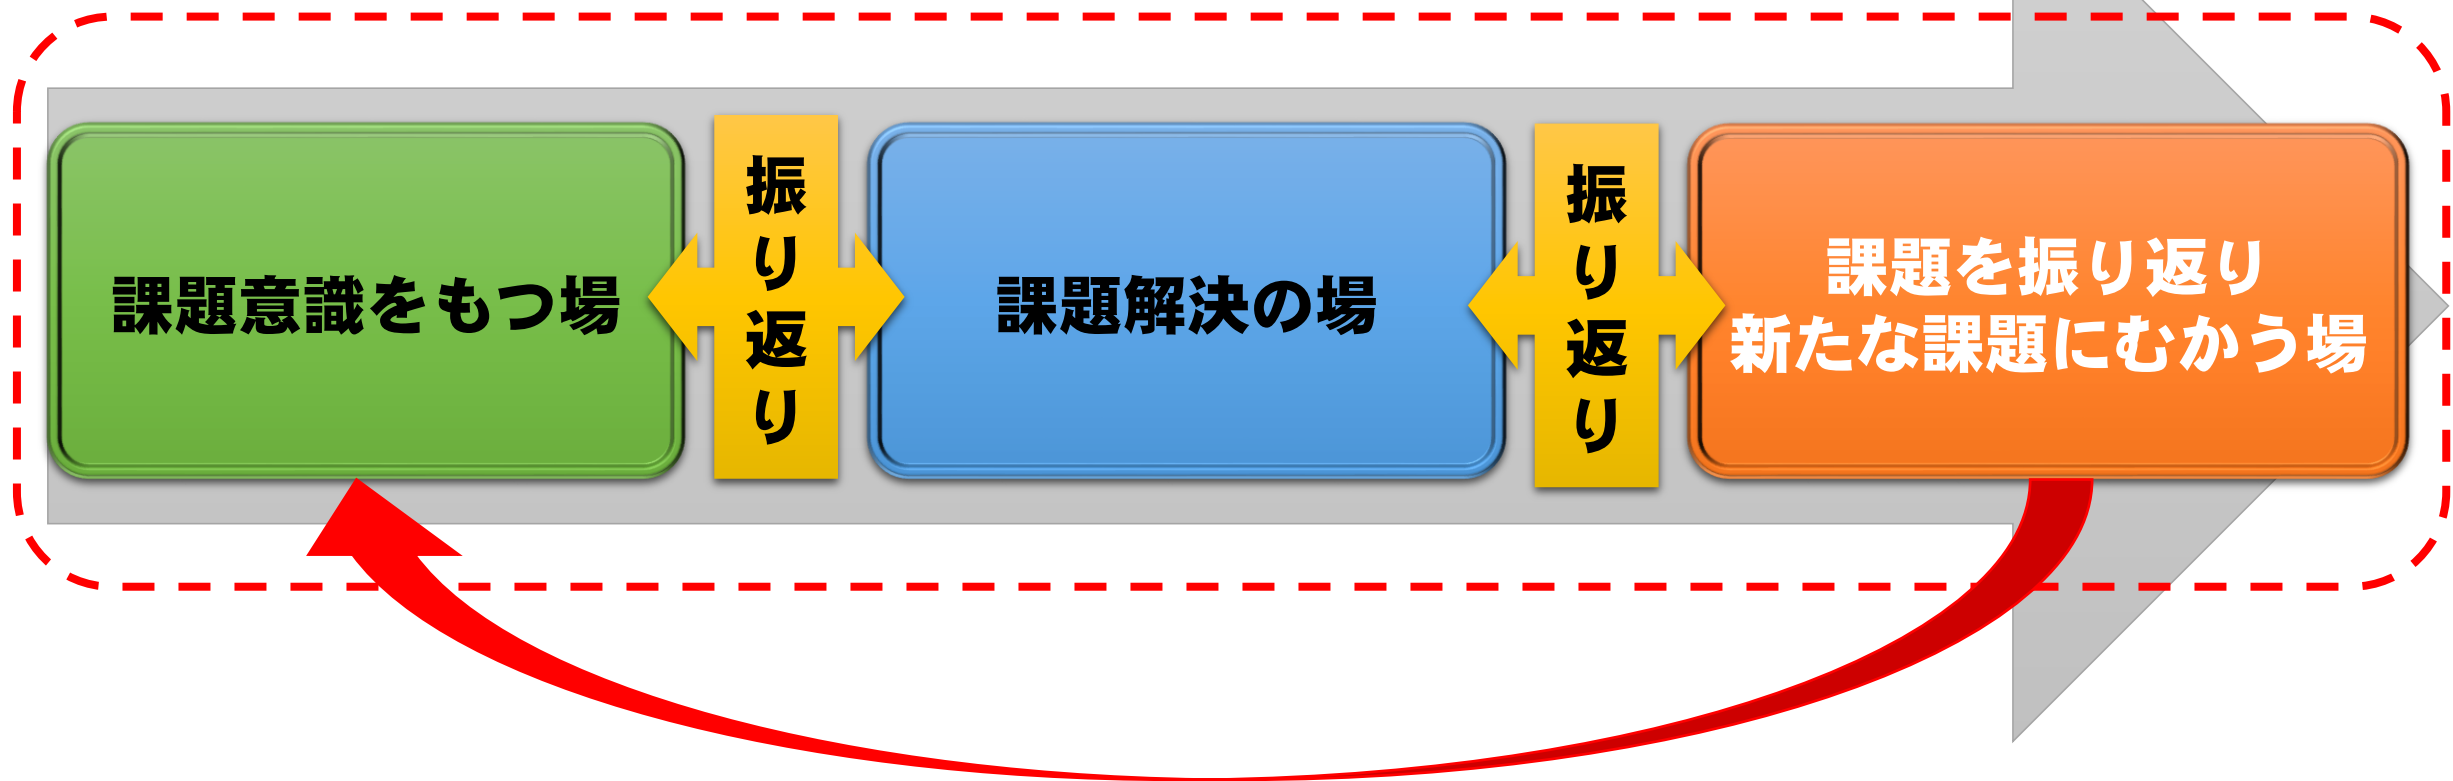 課題意識をもつ場
振り返り
課題解決の場
振り返り
課題を振り返り
新たな課題にむかう場